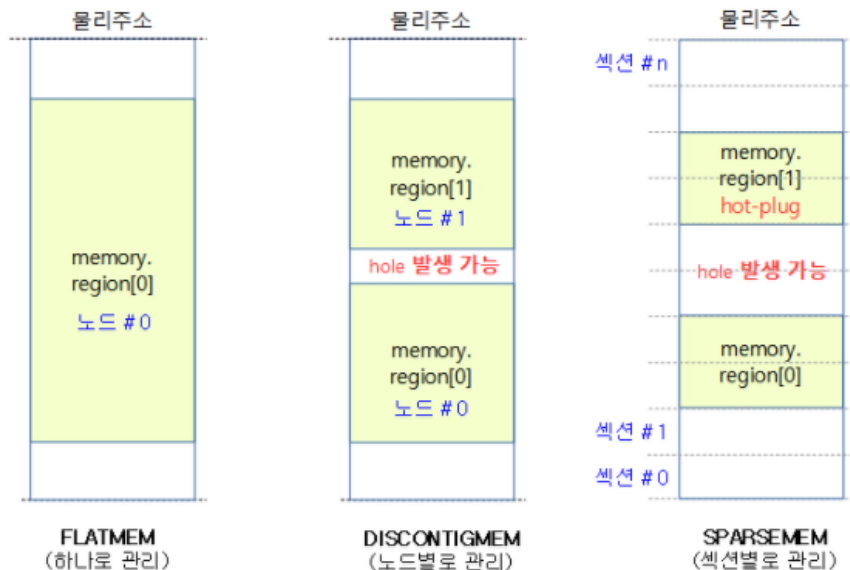 물리주소
memory.
region[0]
노드 #0
FLATMEM
(하나로 관리)
물리주소
memory.
region[1]
노드 #1
hole 발생 가능
memory.
region[0]
노드 #0
DISCONTIGMEM
(노드별로 관리)
물리주소
섹션 #n
memory.
region[1]
hot-plug
hole 발생 가능
memory.
region[0]
섹션 #1
섹션 #0
SPARSEMEM
(섹션별로 관리)